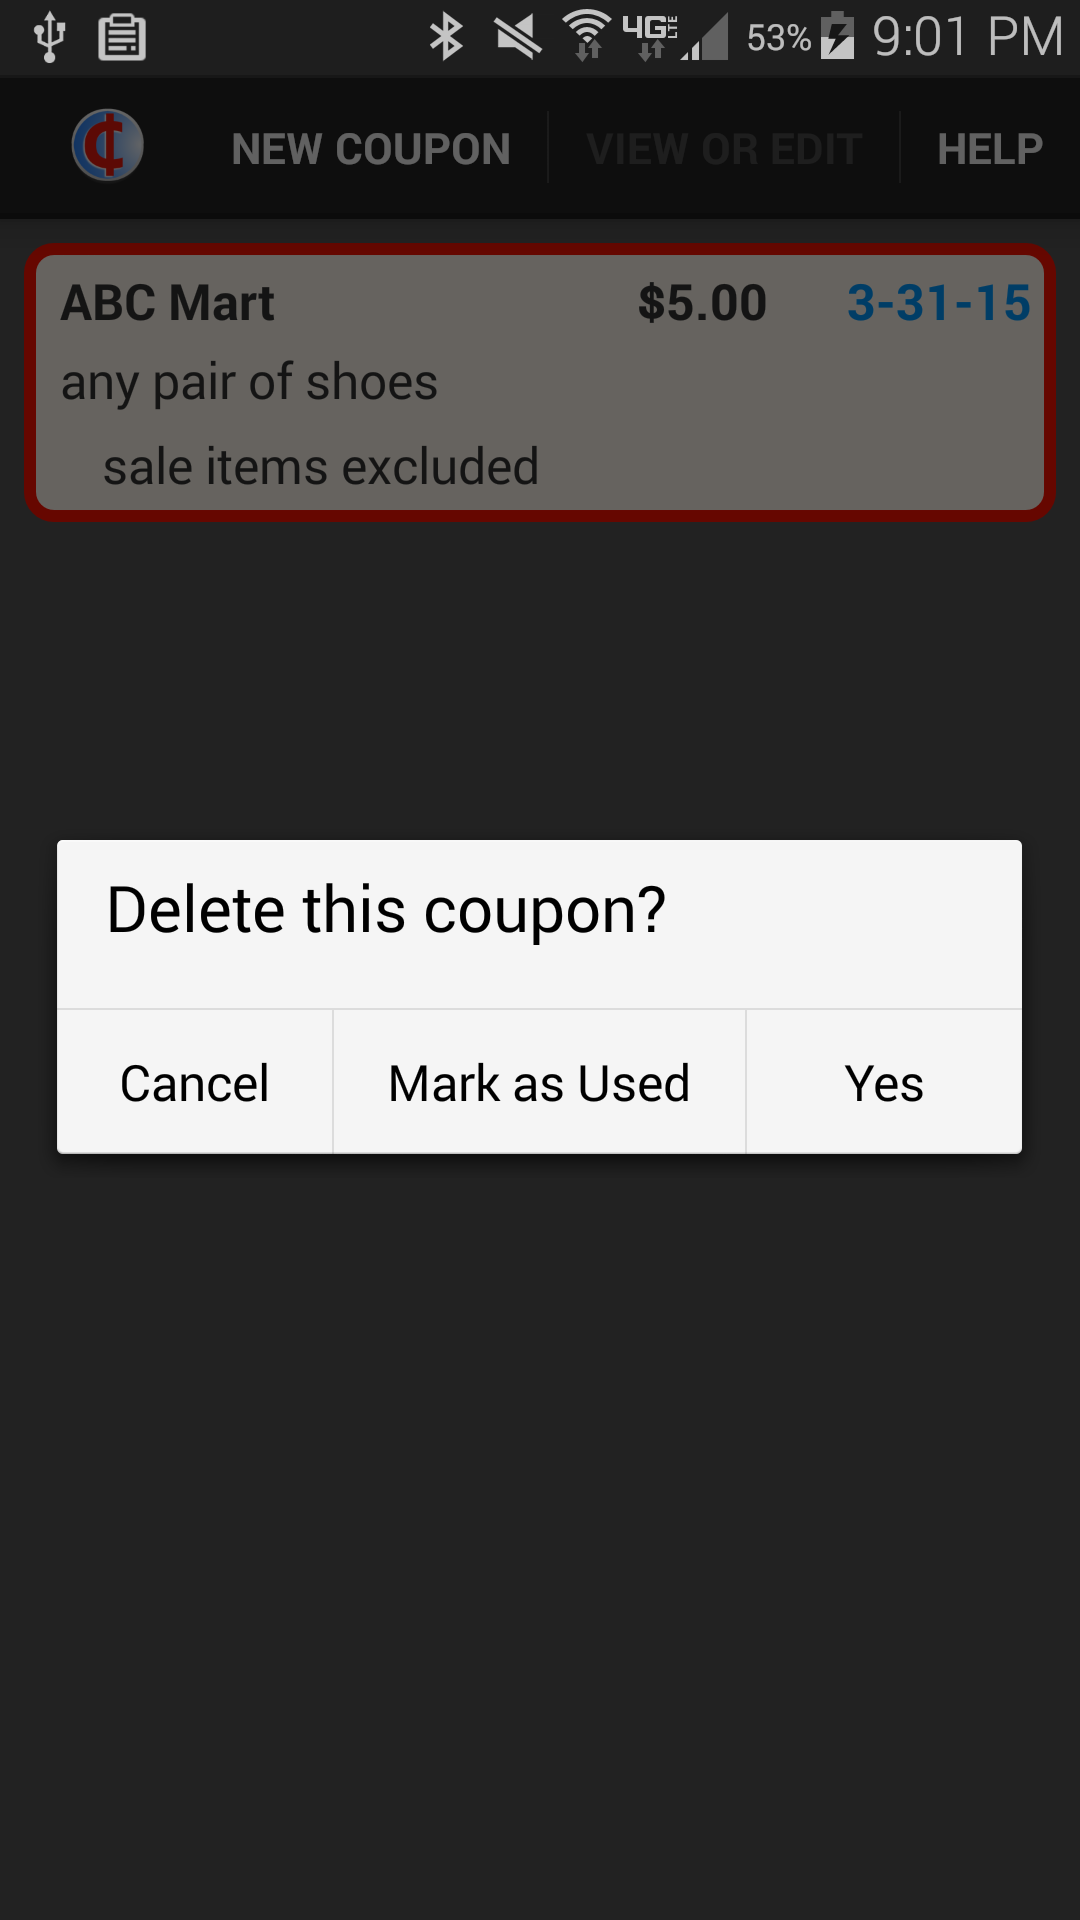 4G LTE 53% 9:01 PM
NEW COUPON VIEW OR EDIT HELP
ABC Mart $5.00 3-31-15
any pair of shoes
sale items excluded
Delete this coupon?
Cancel Mark as Used Yes